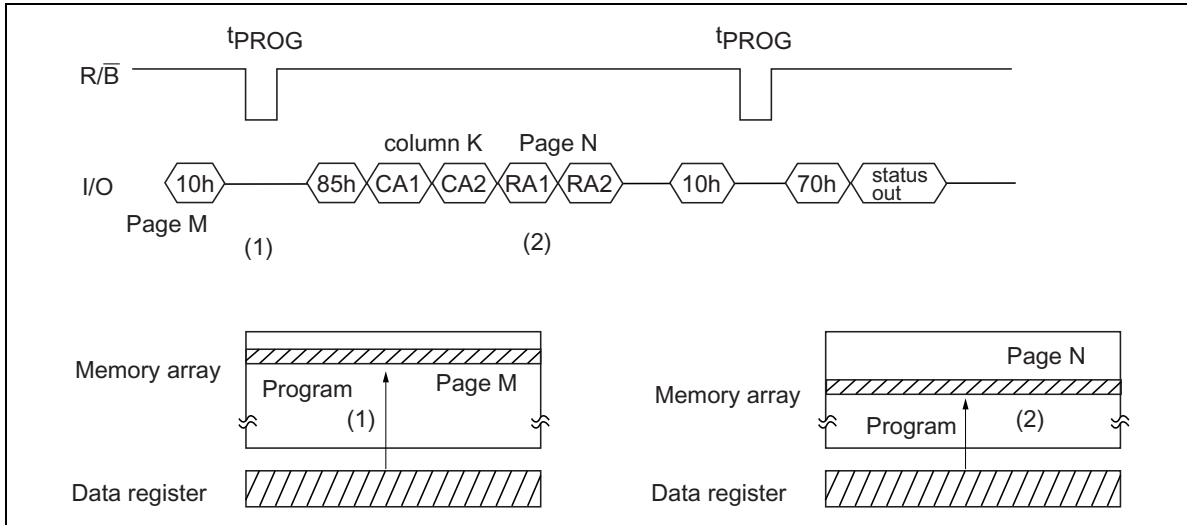 tPROG tPROG
R/B̅
column K Page N
I/O 10h 85h CA1 CA2 RA1 RA2 10h 70h status out
Page M
(1) (2)
Memory array Program (1) Page M
Data register
Memory array Page N Program (2)
Data register